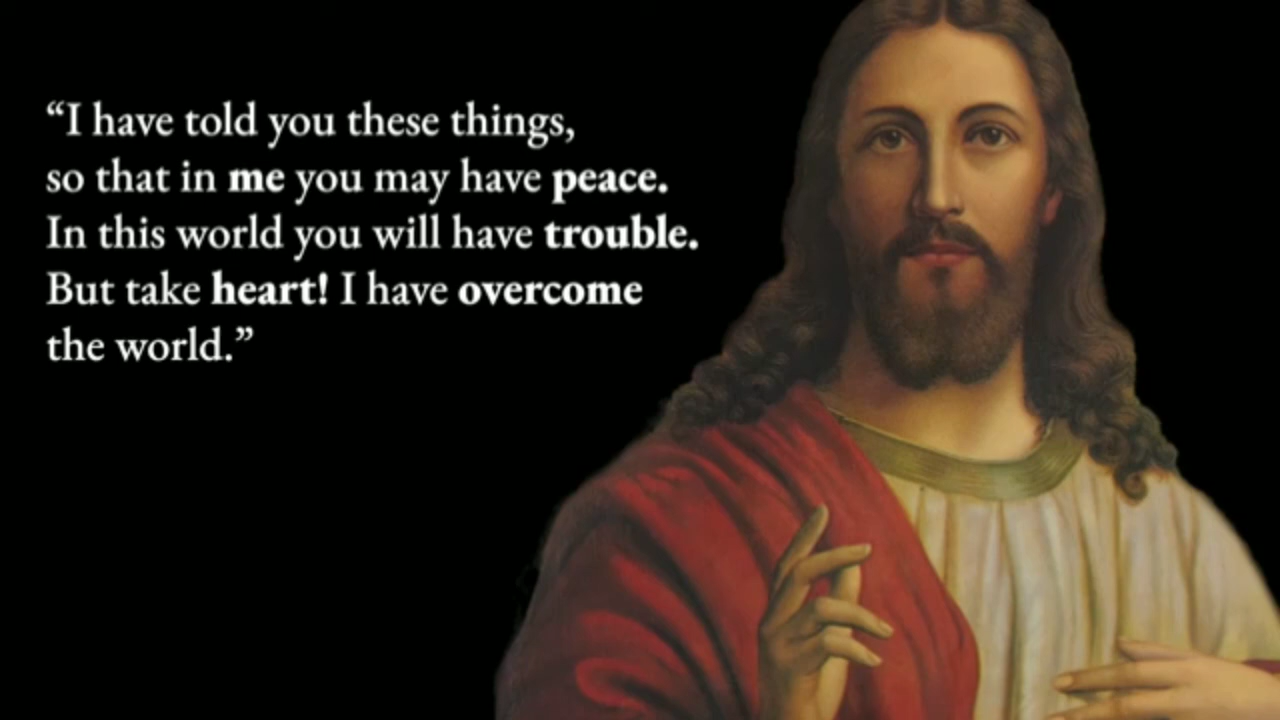 “I have told you these things,
so that in me you may have peace.
In this world you will have trouble.
But take heart! I have overcome
the world.”